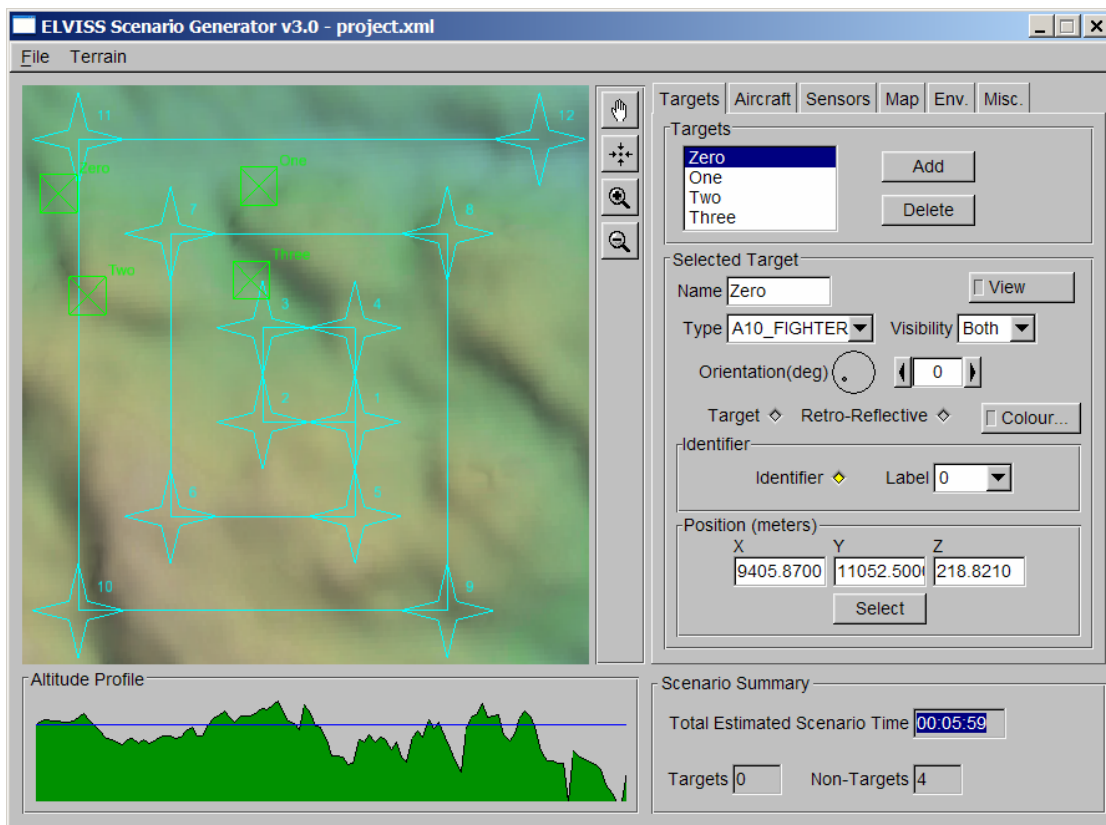 ELVISS Scenario Generator v3.0 - project.xml
File Terrain
11
12
Zero
One
7
8
Two
Three
3
4
2
1
6
5
10
9
Targets Aircraft Sensors Map Env. Misc.
Targets
Zero
One
Two
Three
Add
Delete
Selected Target
Name Zero
View
Type A10_FIGHTER Visibility Both
Orientation(deg) 0
Target Retro-Reflective Colour...
Identifier
Identifier Label 0
Position (meters)
X Y Z
9405.8700 11052.500 218.8210
Select
Altitude Profile
Scenario Summary
Total Estimated Scenario Time 00:05:59
Targets 0 Non-Targets 4